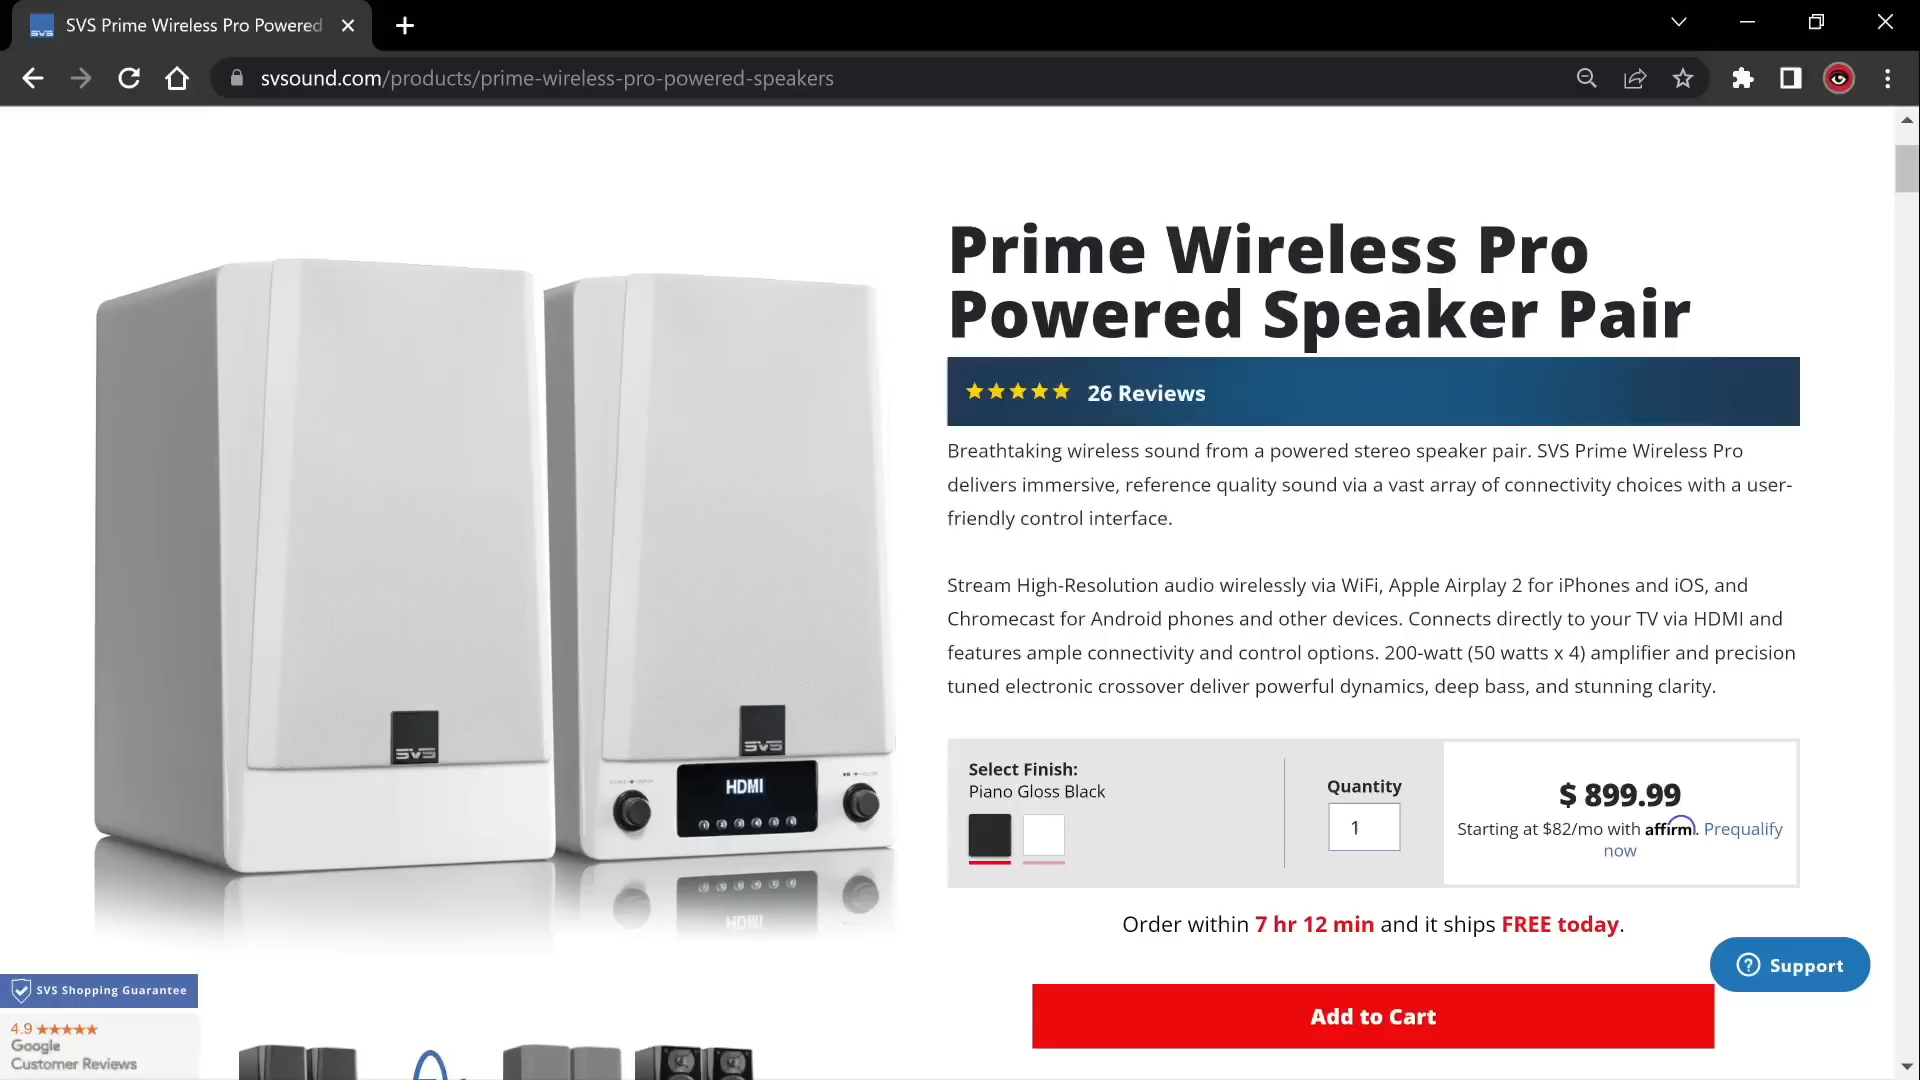 SVS Prime Wireless Pro Powered
svsound.com/products/prime-wireless-pro-powered-speakers
Prime Wireless Pro
Powered Speaker Pair
26 Reviews
Breathtaking wireless sound from a powered stereo speaker pair. SVS Prime Wireless Pro
delivers immersive, reference quality sound via a vast array of connectivity choices with a user-
friendly control interface.
Stream High-Resolution audio wirelessly via WiFi, Apple Airplay 2 for iPhones and iOS, and
Chromecast for Android phones and other devices. Connects directly to your TV via HDMI and
features ample connectivity and control options. 200-watt (50 watts x 4) amplifier and precision
tuned electronic crossover deliver powerful dynamics, deep bass, and stunning clarity.
SVS
SVS
HDMI
Select Finish:
Piano Gloss Black
Quantity
1
$ 899.99
Starting at $82/mo with affirm. Prequalify
now
Order within 7 hr 12 min and it ships FREE today.
Support
Add to Cart
SVS Shopping Guarantee
4.9
Google
Customer Reviews